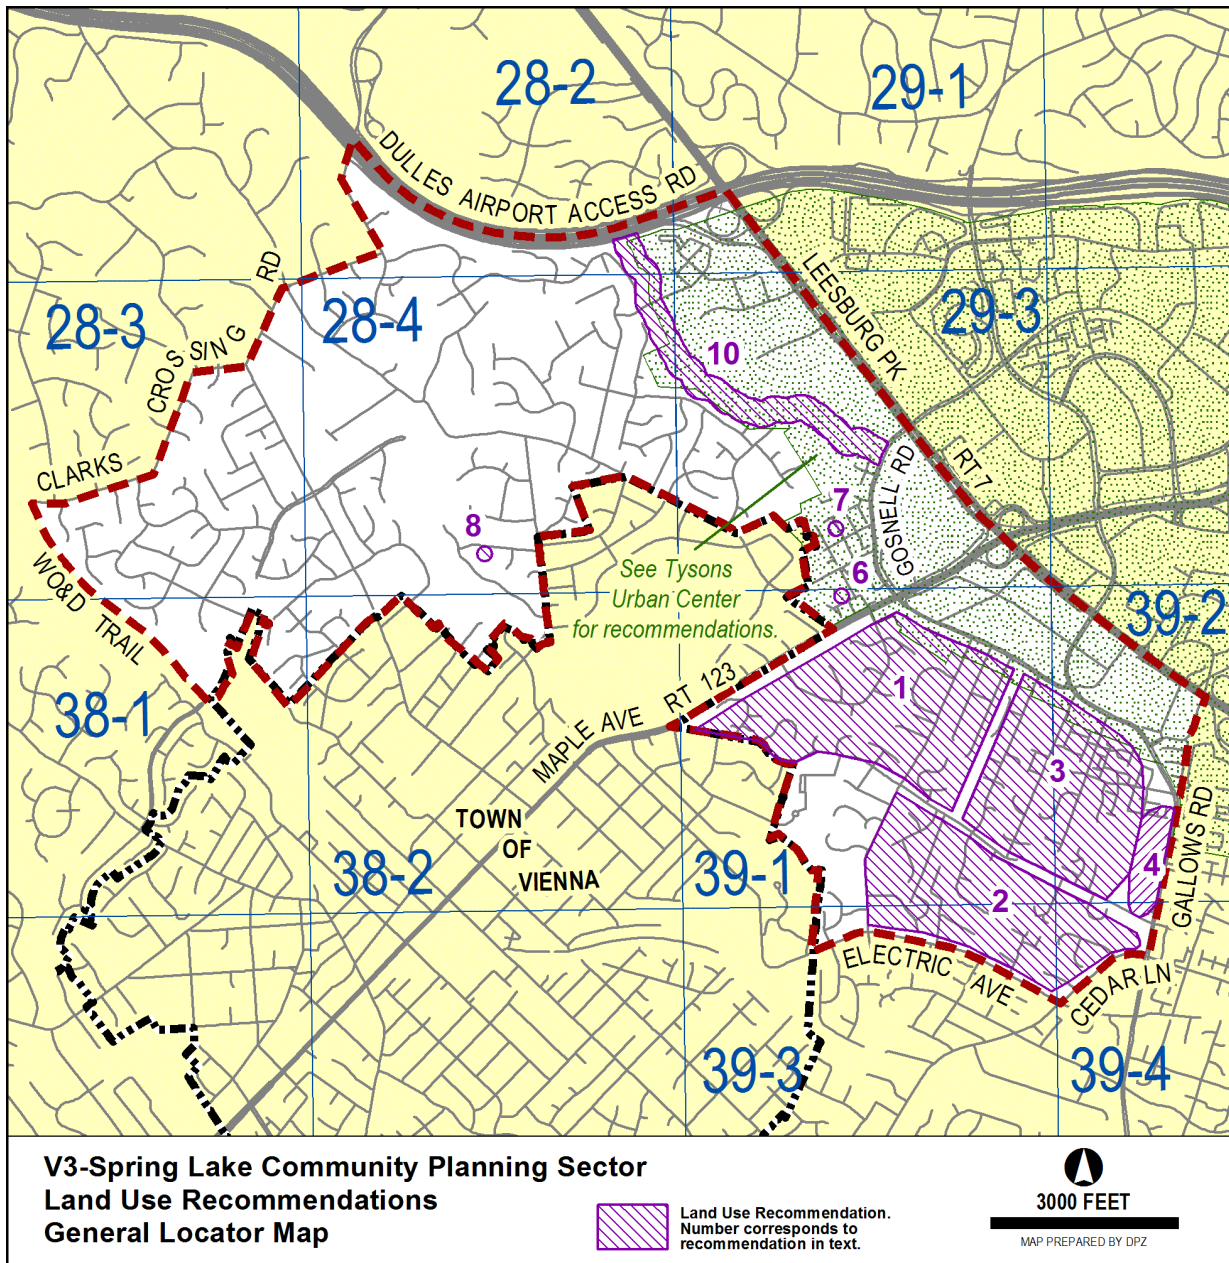 28-2
29-1
DULLES AIRPORT ACCESS RD
RD
28-3
28-4
LEESBURG PK
29-3
CROSSING
10
CLARKS
GOSNELL RD
RT 7
8
7
WO&D
TRAIL
6
See Tysons
Urban Center
for recommendations.
39-2
38-1
RT 123
1
MAPLE AVE
3
TOWN
OF
VIENNA
38-2
39-1
4
GALLOWS RD
2
ELECTRIC
AVE
CEDAR LN
39-3
39-4
V3-Spring Lake Community Planning Sector
Land Use Recommendations
General Locator Map
Land Use Recommendation.
Number corresponds to
recommendation in text.
3000 FEET
MAP PREPARED BY DPZ